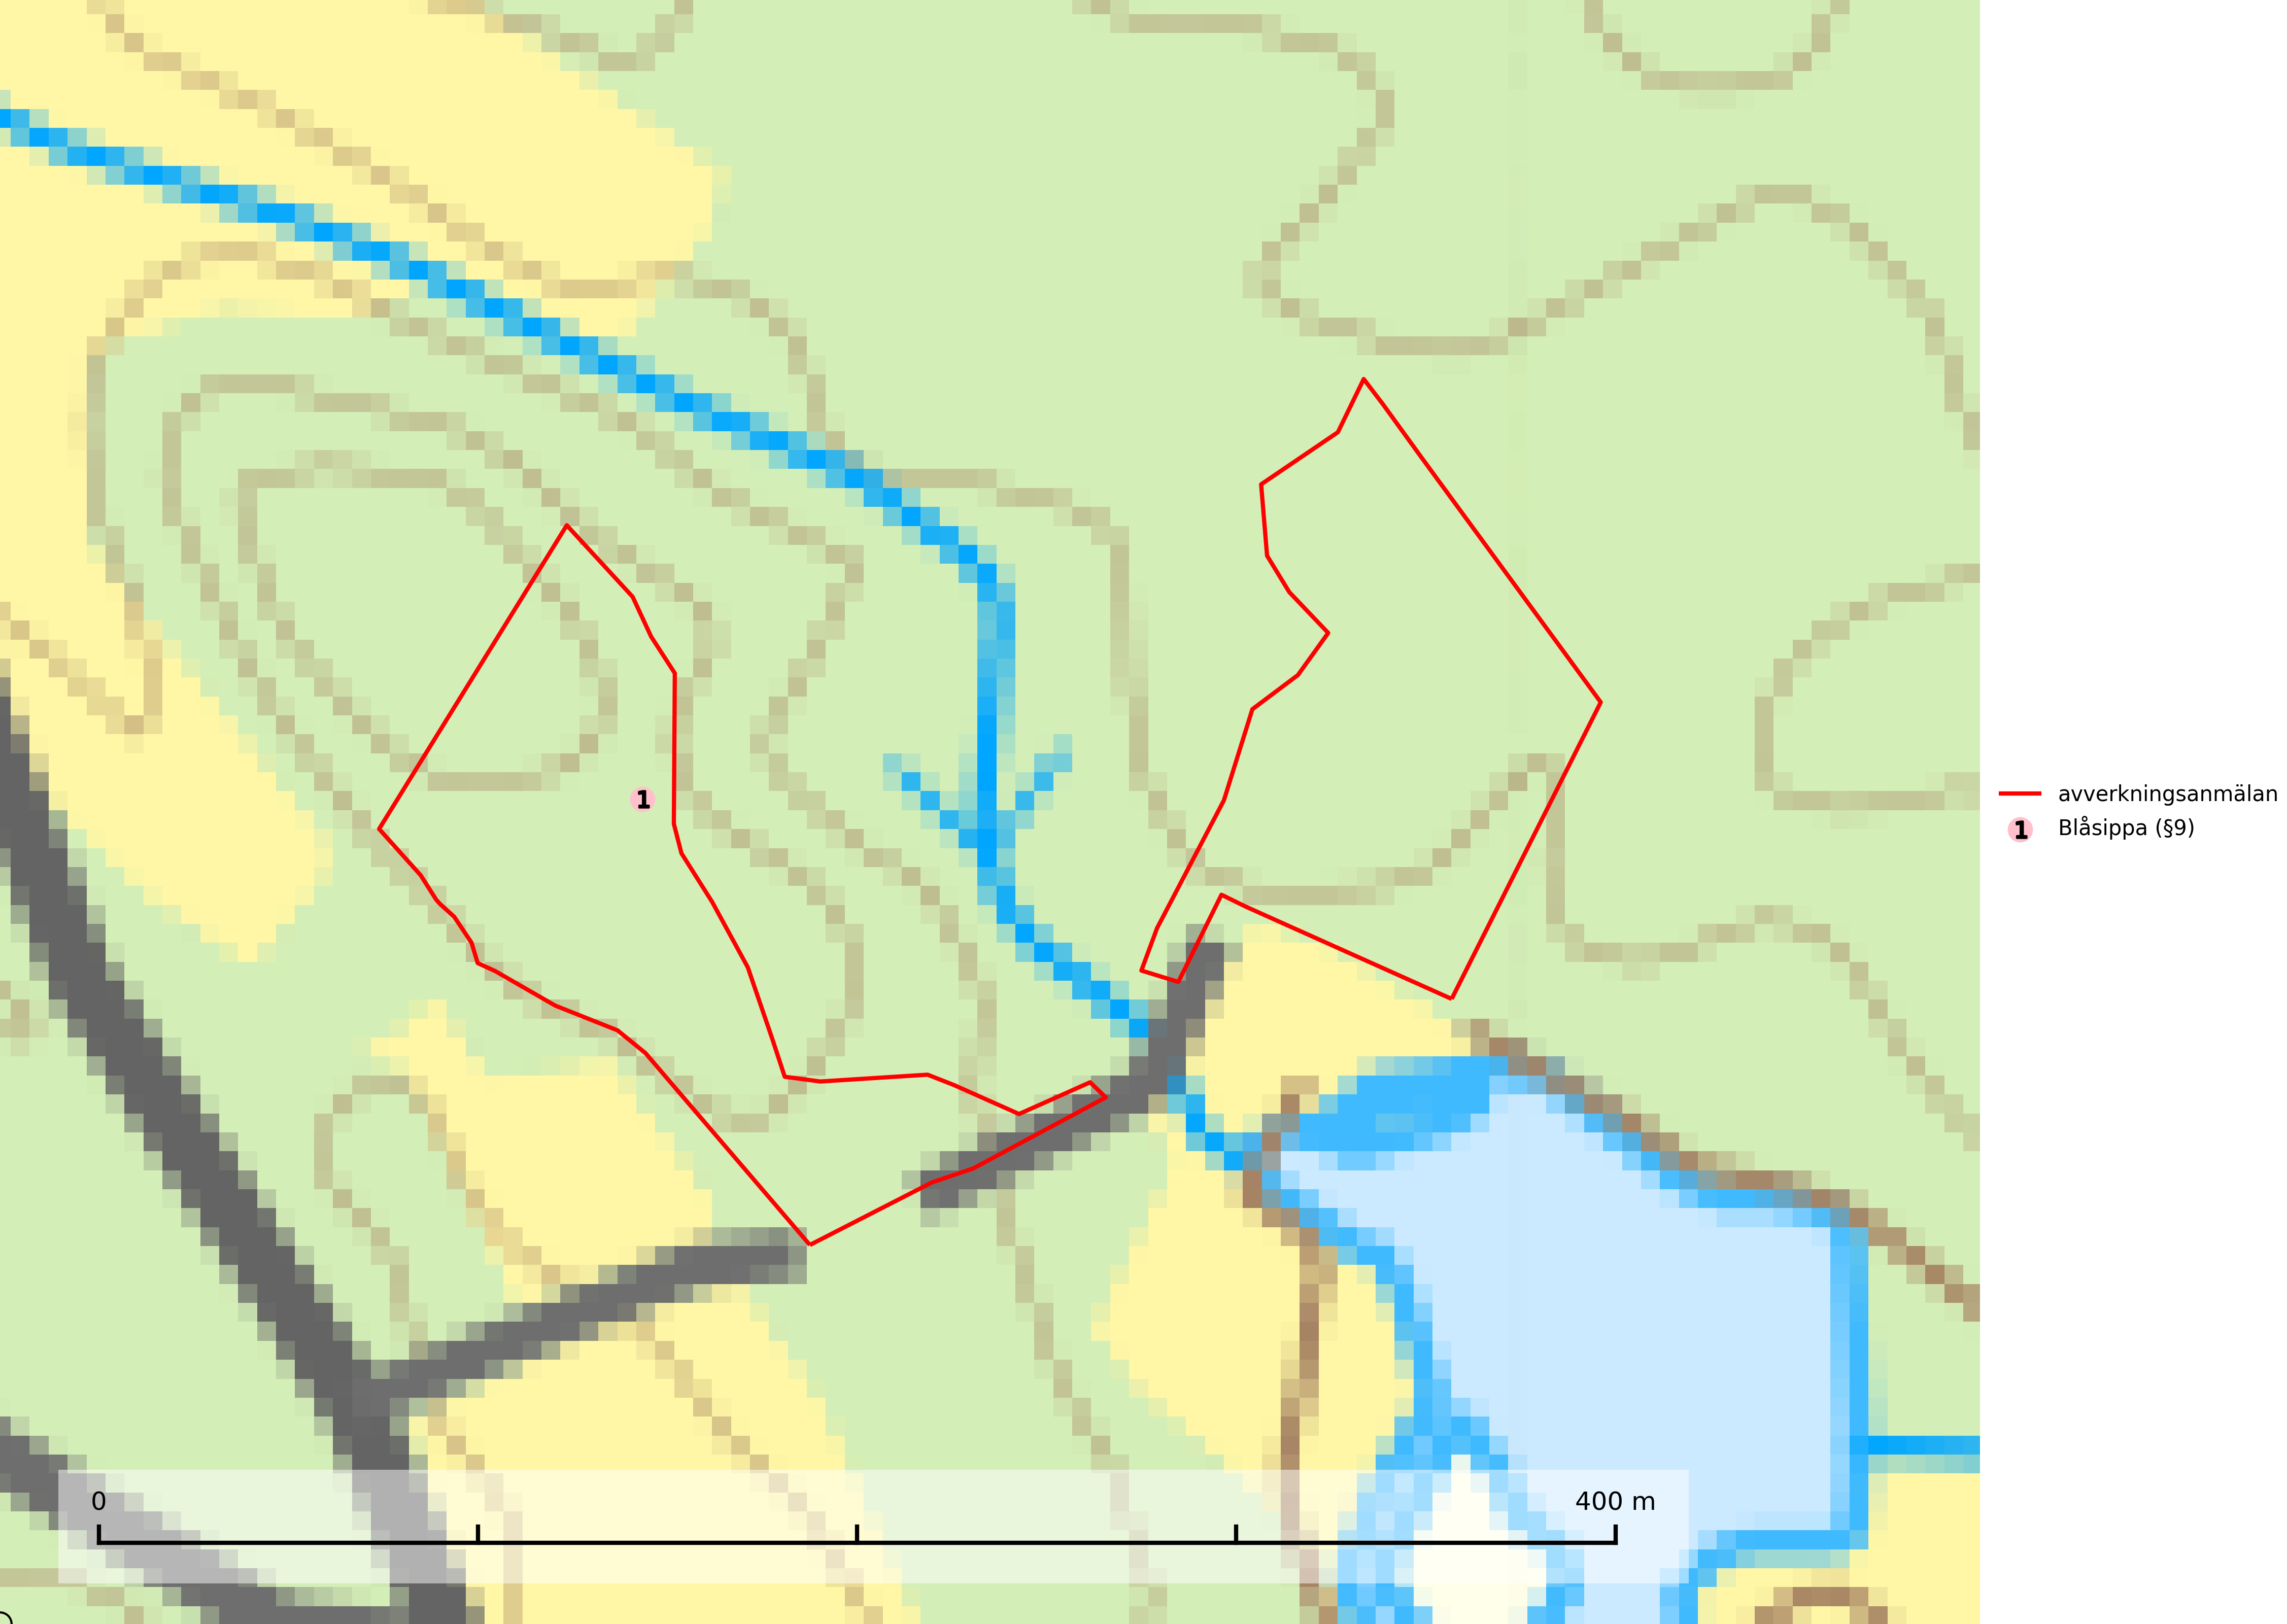 1
avverkningsanmälan
1 Blåsippa (§9)
0 400 m